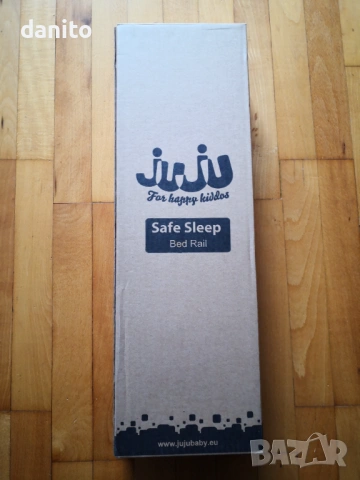 danito
juju
For happy kiddos
Safe Sleep
Bed Rail
www.jujubaby.eu
BAZAR